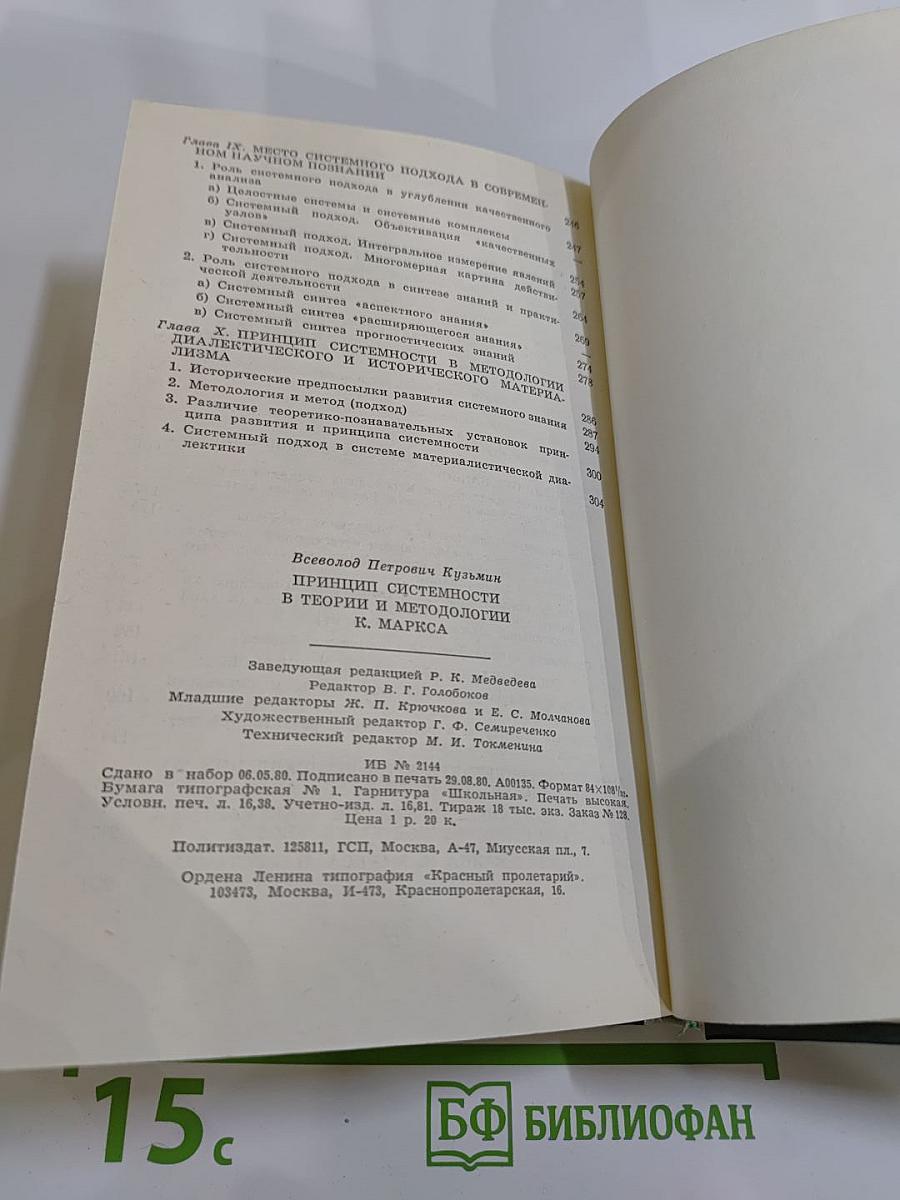 Глава IX. МЕСТО СИСТЕМНОГО ПОДХОДА В СОВРЕМЕН-
НОМ НАУЧНОМ ПОЗНАНИИ 246
1. Роль системного подхода в углублении качественного
анализа 247
а) Целостные системы и системные комплексы —
б) Системный подход. Объективация «качественных
узлов» 254
в) Системный подход. Интегральное измерение явлений 257
г) Системный подход. Многомерная картина действи-
тельности 264
2. Роль системного подхода в синтезе знаний и практи-
ческой деятельности 269
а) Системный синтез «аспектного знания» —
б) Системный синтез «расширяющегося знания» 274
в) Системный синтез прогностических знаний 278
Глава X. ПРИНЦИП СИСТЕМНОСТИ В МЕТОДОЛОГИИ
ДИАЛЕКТИЧЕСКОГО И ИСТОРИЧЕСКОГО МАТЕРИА-
ЛИЗМА 286
1. Исторические предпосылки развития системного знания 287
2. Методология и метод (подход) 294
3. Различие теоретико-познавательных установок прин-
ципа развития и принципа системности 300
4. Системный подход в системе материалистической диа-
лектики 304
Всеволод Петрович Кузьмин
ПРИНЦИП СИСТЕМНОСТИ
В ТЕОРИИ И МЕТОДОЛОГИИ
К. МАРКСА
Заведующая редакцией Р. К. Медведева
Редактор В. Г. Голобоков
Младшие редакторы Ж. П. Крючкова и Е. С. Молчанова
Художественный редактор Г. Ф. Семиреченко
Технический редактор М. И. Токменина
ИБ № 2144
Сдано в набор 06.05.80. Подписано в печать 29.08.80. А00135. Формат 84×108¹/₃₂.
Бумага типографская № 1. Гарнитура «Школьная». Печать высокая.
Условн. печ. л. 16,38. Учетно-изд. л. 16,81. Тираж 18 тыс. экз. Заказ № 128.
Цена 1 р. 20 к.
Политиздат. 125811, ГСП, Москва, А-47, Миусская пл., 7.
Ордена Ленина типография «Красный пролетарий».
103473, Москва, И-473, Краснопролетарская, 16.
15 с
БФ БИБЛИОФАН